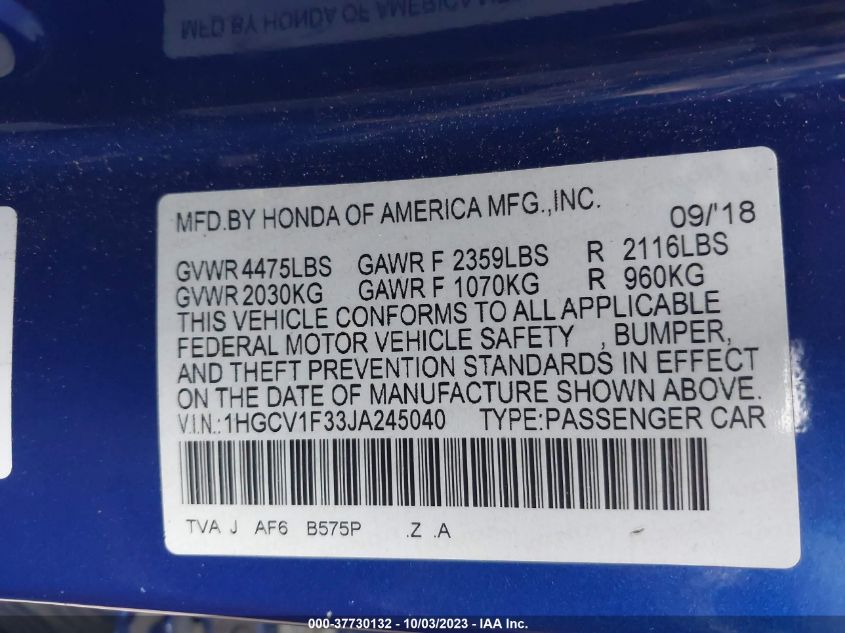 MFD.BY HONDA OF AMERICA MFG.,INC. 09/'18
GVWR 4475LBS GAWR F 2359LBS R 2116LBS
GVWR 2030KG GAWR F 1070KG R 960KG
THIS VEHICLE CONFORMS TO ALL APPLICABLE
FEDERAL MOTOR VEHICLE SAFETY , BUMPER,
AND THEFT PREVENTION STANDARDS IN EFFECT
ON THE DATE OF MANUFACTURE SHOWN ABOVE.
V.I.N.:1HGCV1F33JA245040 TYPE:PASSENGER CAR
TVA J AF6 B575P .Z .A
000-37730132 - 10/03/2023 - IAA Inc.